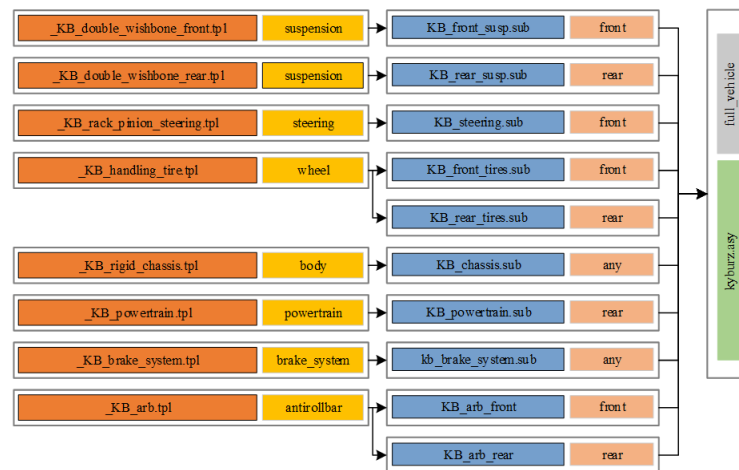 _KB_double_wishbone_front.tpl suspension KB_front_susp.sub front
_KB_double_wishbone_rear.tpl suspension KB_rear_susp.sub rear
_KB_rack_pinion_steering.tpl steering KB_steering.sub front
_KB_handling_tire.tpl wheel KB_front_tires.sub front
KB_rear_tires.sub rear
_KB_rigid_chassis.tpl body KB_chassis.sub any
_KB_powertrain.tpl powertrain KB_powertrain.sub rear
_KB_brake_system.tpl brake_system kb_brake_system.sub any
_KB_arb.tpl antirollbar KB_arb_front front
KB_arb_rear rear
full_vehicle
kyburz.asy